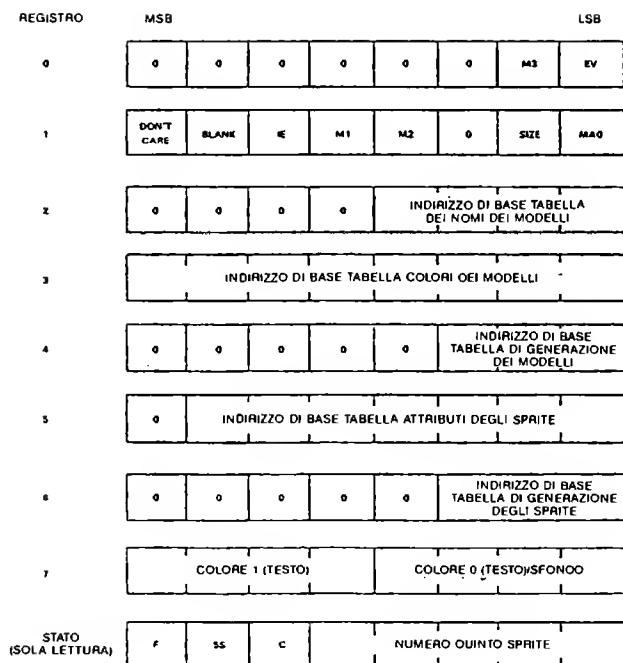 REGISTRO MSB LSB
0 0 0 0 0 0 0 M3 EV
1 DON'T CARE BLANK IE M1 M2 0 SIZE MAG
2 0 0 0 0 INDIRIZZO DI BASE TABELLA
DEI NOMI DEI MODELLI
3 INDIRIZZO DI BASE TABELLA COLORI DEI MODELLI
4 0 0 0 0 0 INDIRIZZO DI BASE
TABELLA DI GENERAZIONE
DEI MODELLI
5 0 INDIRIZZO DI BASE TABELLA ATTRIBUTI DEGLI SPRITE
6 0 0 0 0 0 INDIRIZZO DI BASE
TABELLA DI GENERAZIONE
DEGLI SPRITE
7 COLORE 1 (TESTO) COLORE 0 (TESTO)/SFONDO
STATO
(SOLA LETTURA) F SS C NUMERO QUINTO SPRITE